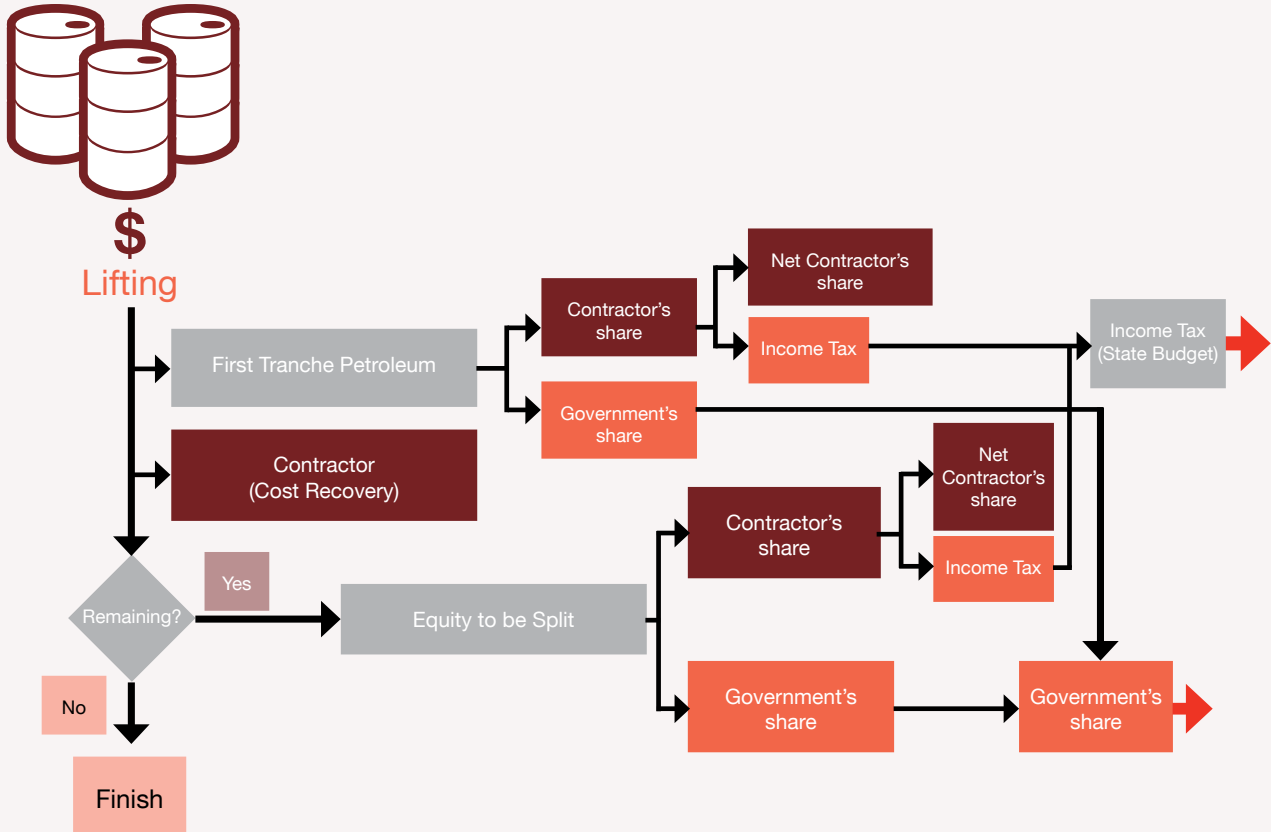 $
Lifting
First Tranche Petroleum
Contractor's
share
Net Contractor's
share
Income Tax
Income Tax
(State Budget)
Government's
share
Contractor
(Cost Recovery)
Remaining?
Yes
Equity to be Split
Contractor's
share
Net
Contractor's
share
Income Tax
Government's
share
Government's
share
No
Finish